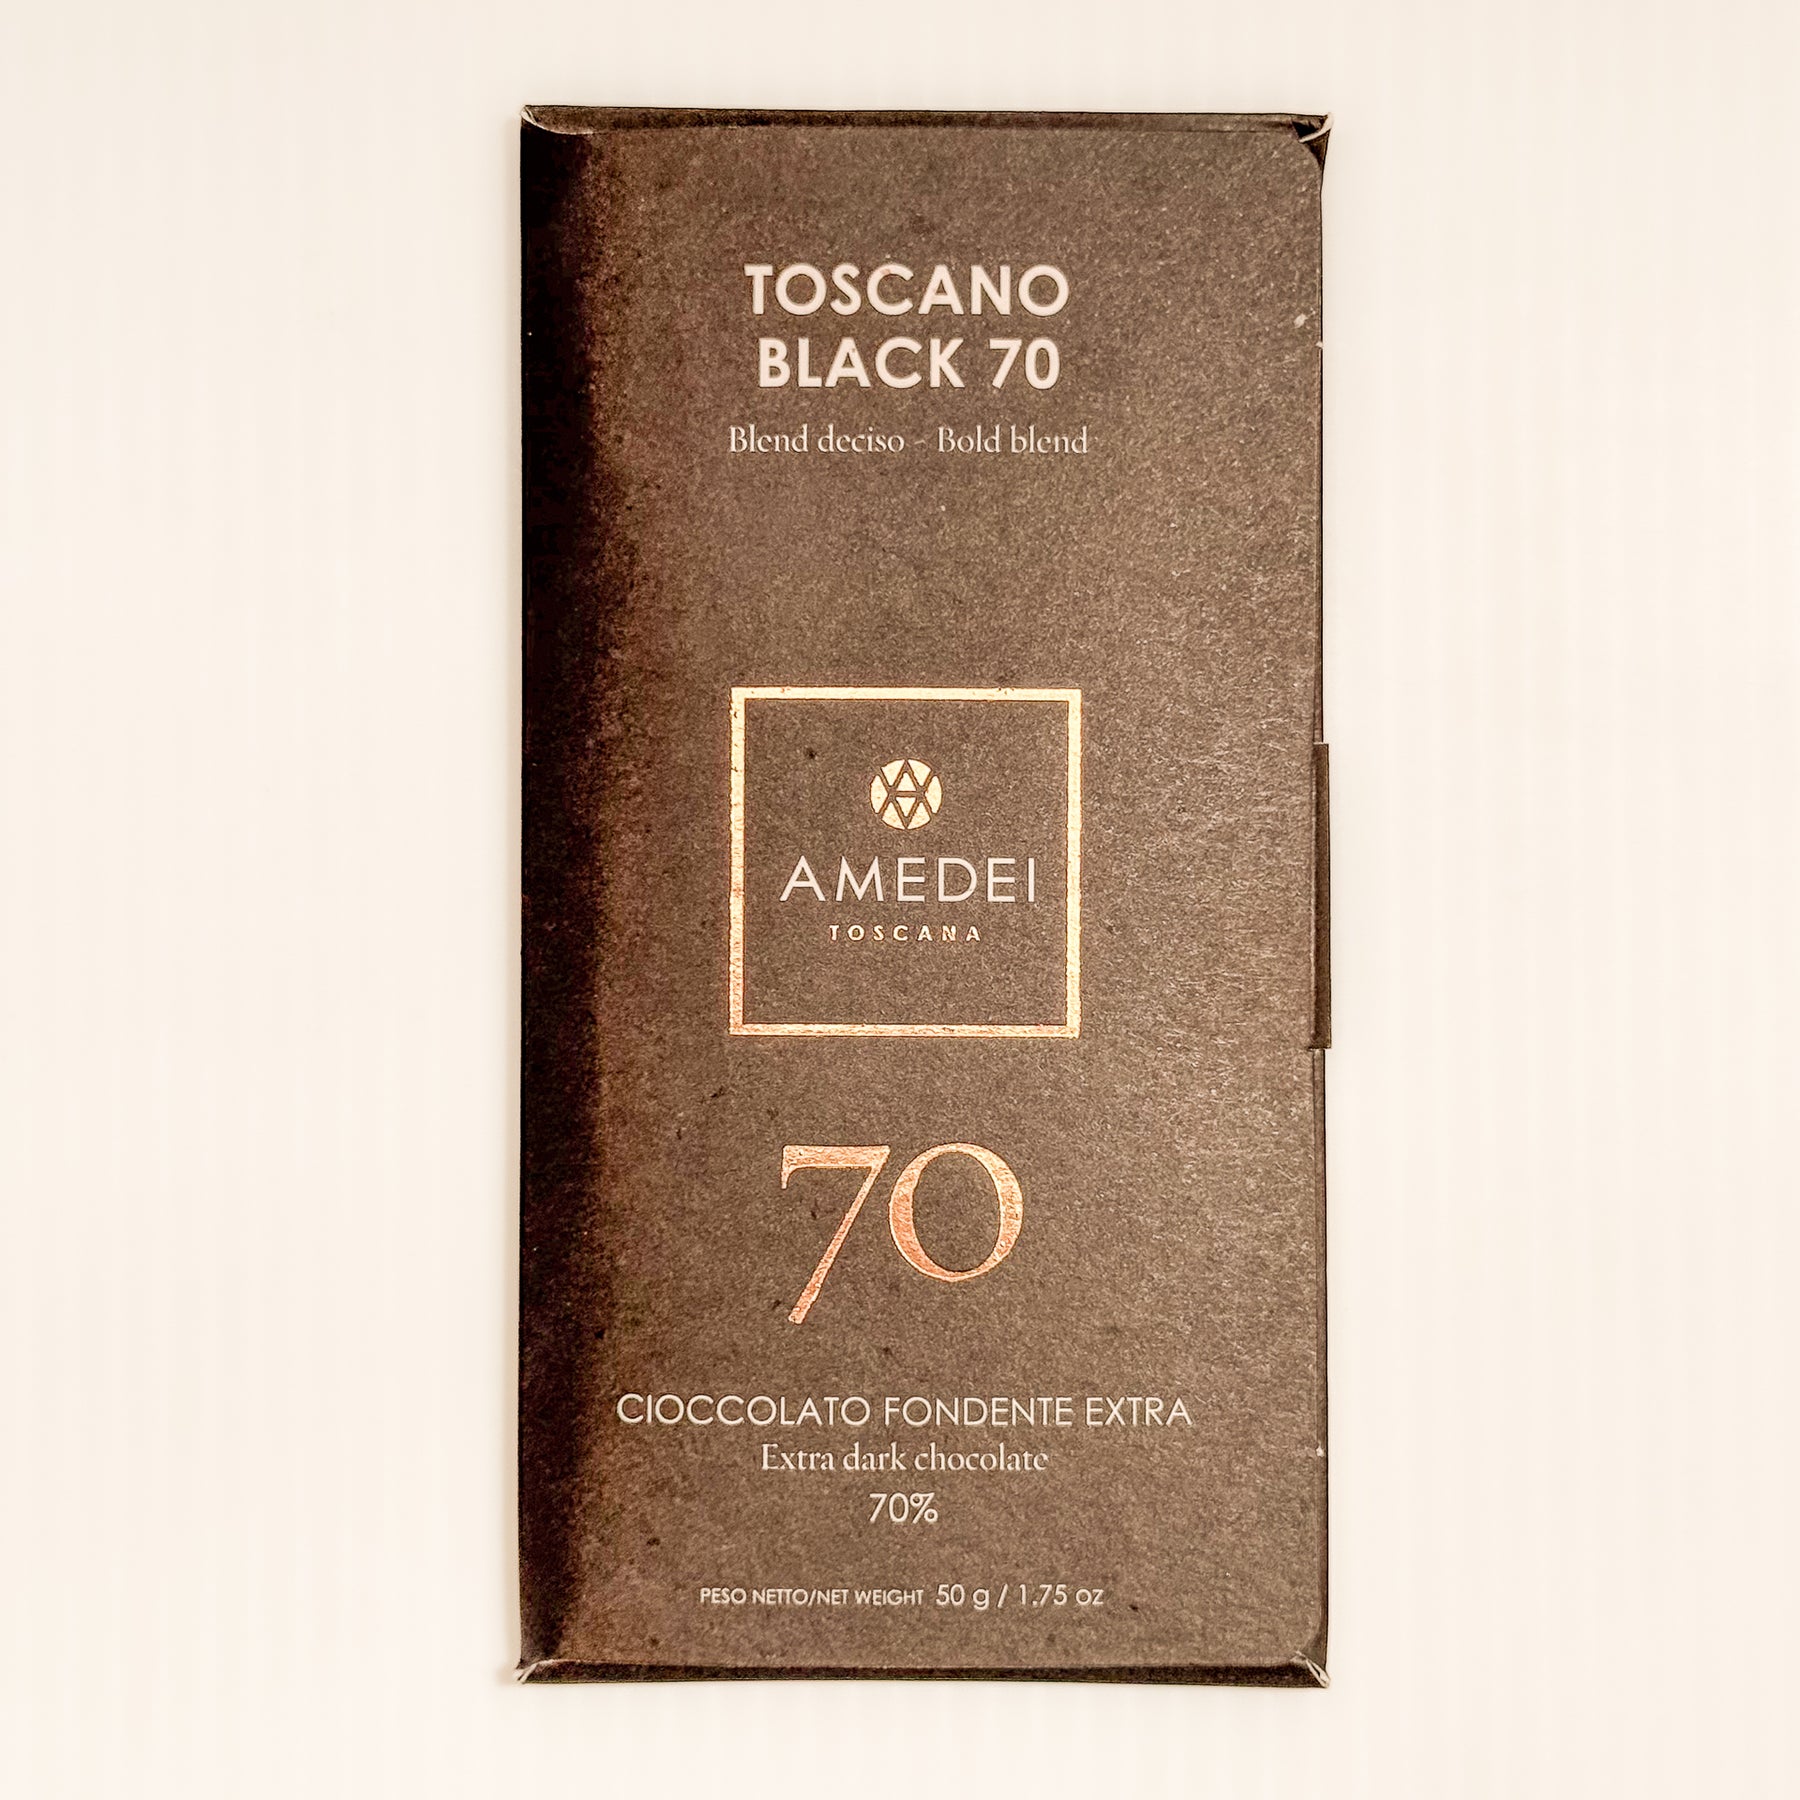 TOSCANO
BLACK 70
Blend deciso - Bold blend
AMEDEI
TOSCANA
70
CIOCCOLATO FONDENTE EXTRA
Extra dark chocolate
70%
PESO NETTO/NET WEIGHT 50 g / 1.75 oz